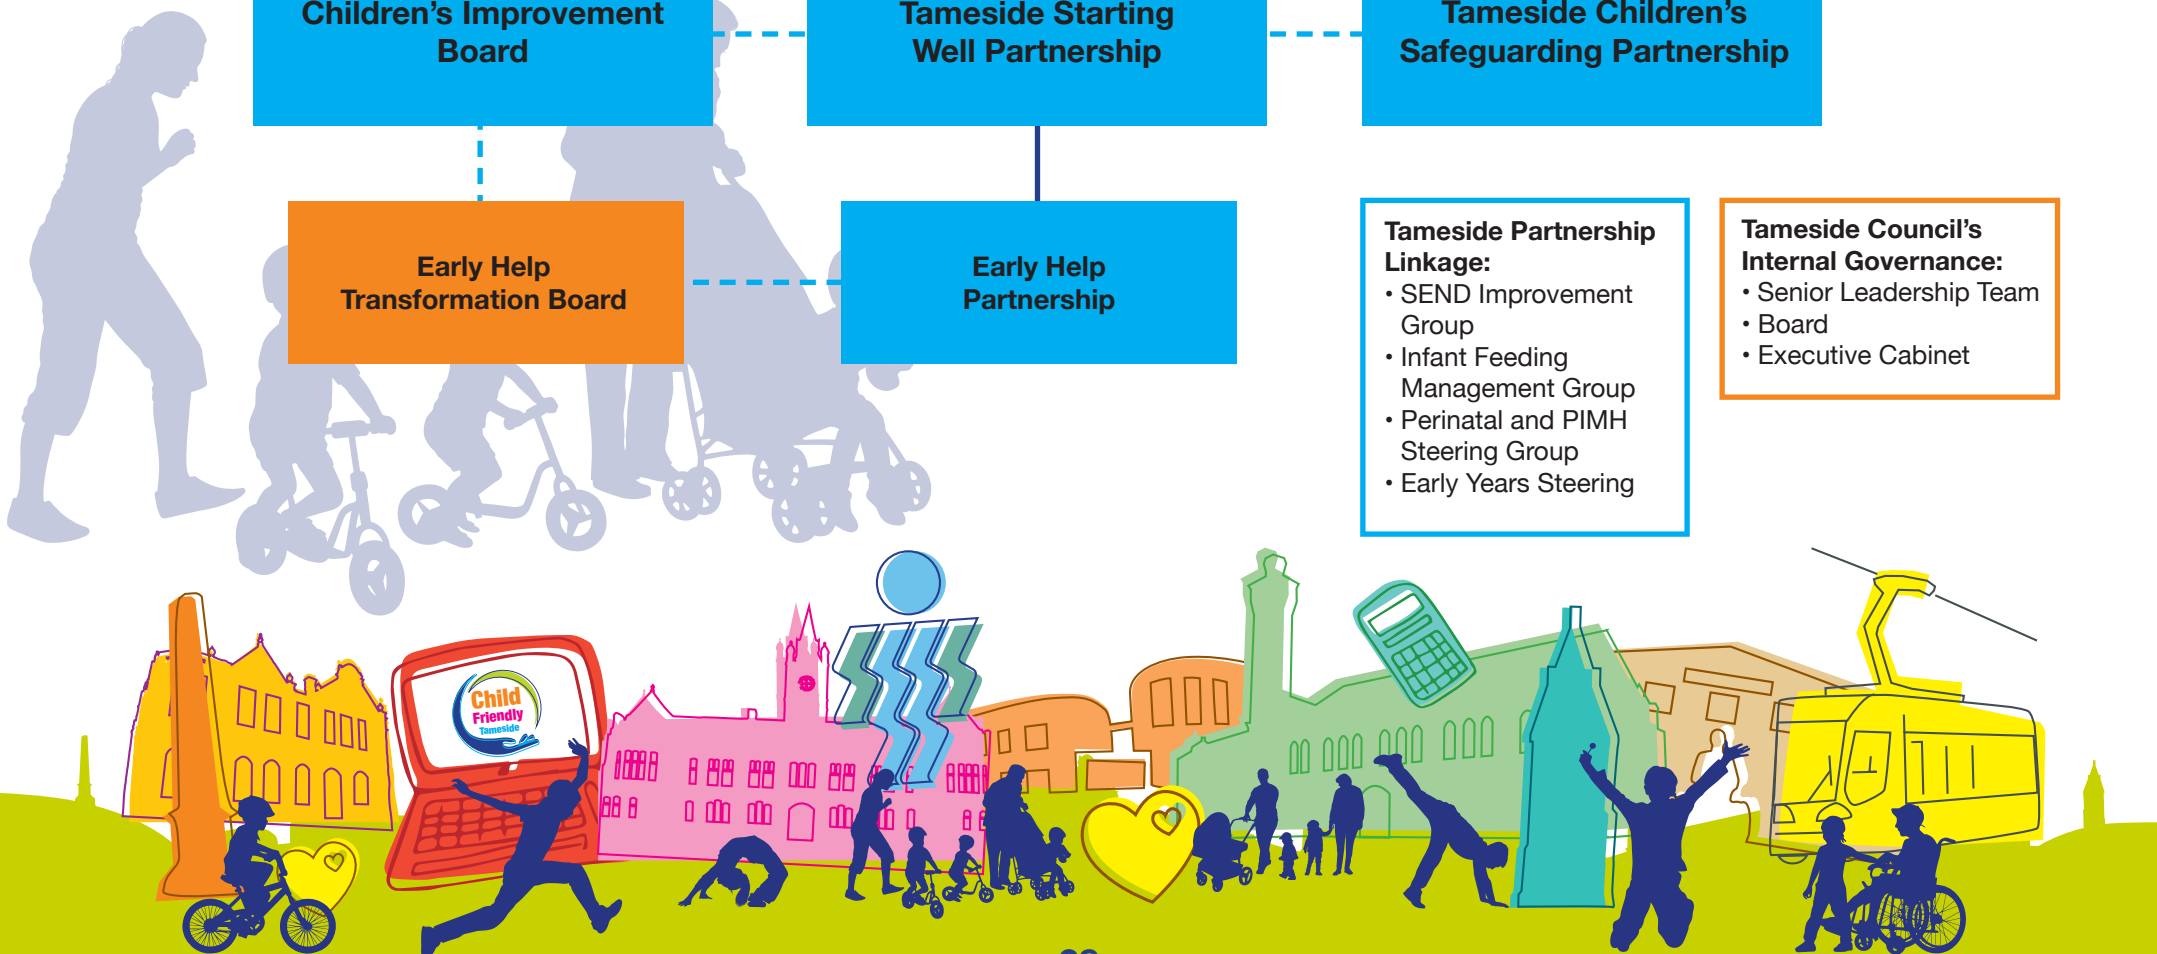 Children’s Improvement
Board
Tameside Starting
Well Partnership
Tameside Children’s
Safeguarding Partnership
Early Help
Transformation Board
Early Help
Partnership
Tameside Partnership
Linkage:
• SEND Improvement
Group
• Infant Feeding
Management Group
• Perinatal and PIMH
Steering Group
• Early Years Steering
Tameside Council’s
Internal Governance:
• Senior Leadership Team
• Board
• Executive Cabinet
Child
Friendly
Tameside